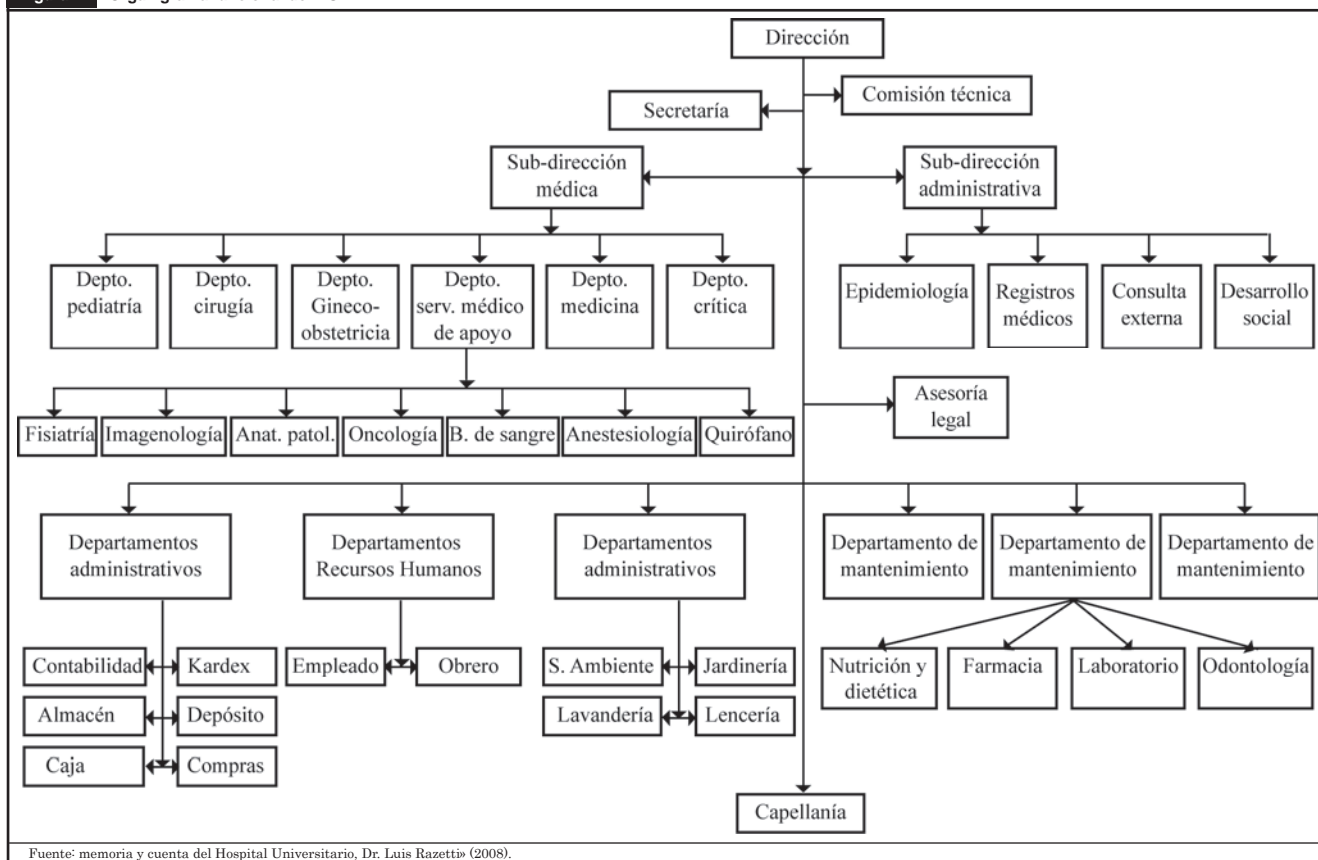 Dirección
Comisión técnica
Secretaría
Sub-dirección
médica
Sub-dirección
administrativa
Depto.
pediatría
Depto.
cirugía
Depto.
Gineco-
obstetricia
Depto.
serv. médico
de apoyo
Depto.
medicina
Depto.
crítica
Epidemiología
Registros
médicos
Consulta
externa
Desarrollo
social
Asesoría
legal
Fisiatría
Imagenología
Anat. patol.
Oncología
B. de sangre
Anestesiología
Quirófano
Departamentos
administrativos
Departamentos
Recursos Humanos
Departamentos
administrativos
Departamento de
mantenimiento
Departamento de
mantenimiento
Departamento de
mantenimiento
Contabilidad
Kardex
Empleado
Obrero
S. Ambiente
Jardinería
Nutrición y
dietética
Farmacia
Laboratorio
Odontología
Almacén
Depósito
Lavandería
Lencería
Caja
Compras
Capellanía
Fuente: memoria y cuenta del Hospital Universitario, Dr. Luis Razetti» (2008).